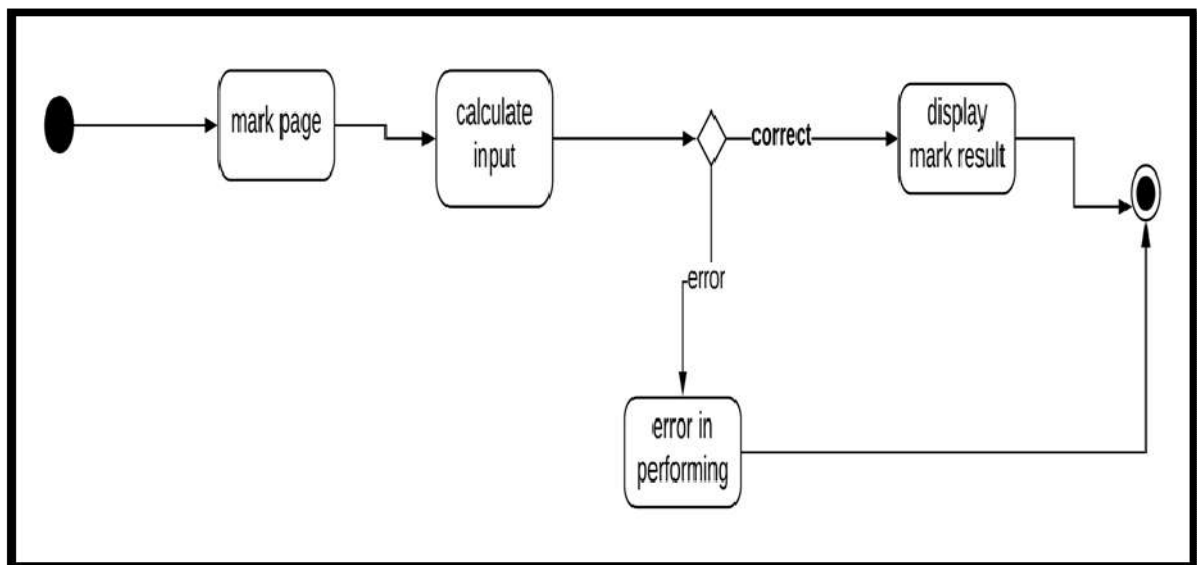 mark page
calculate
input
correct
display
mark result
error
error in
performing